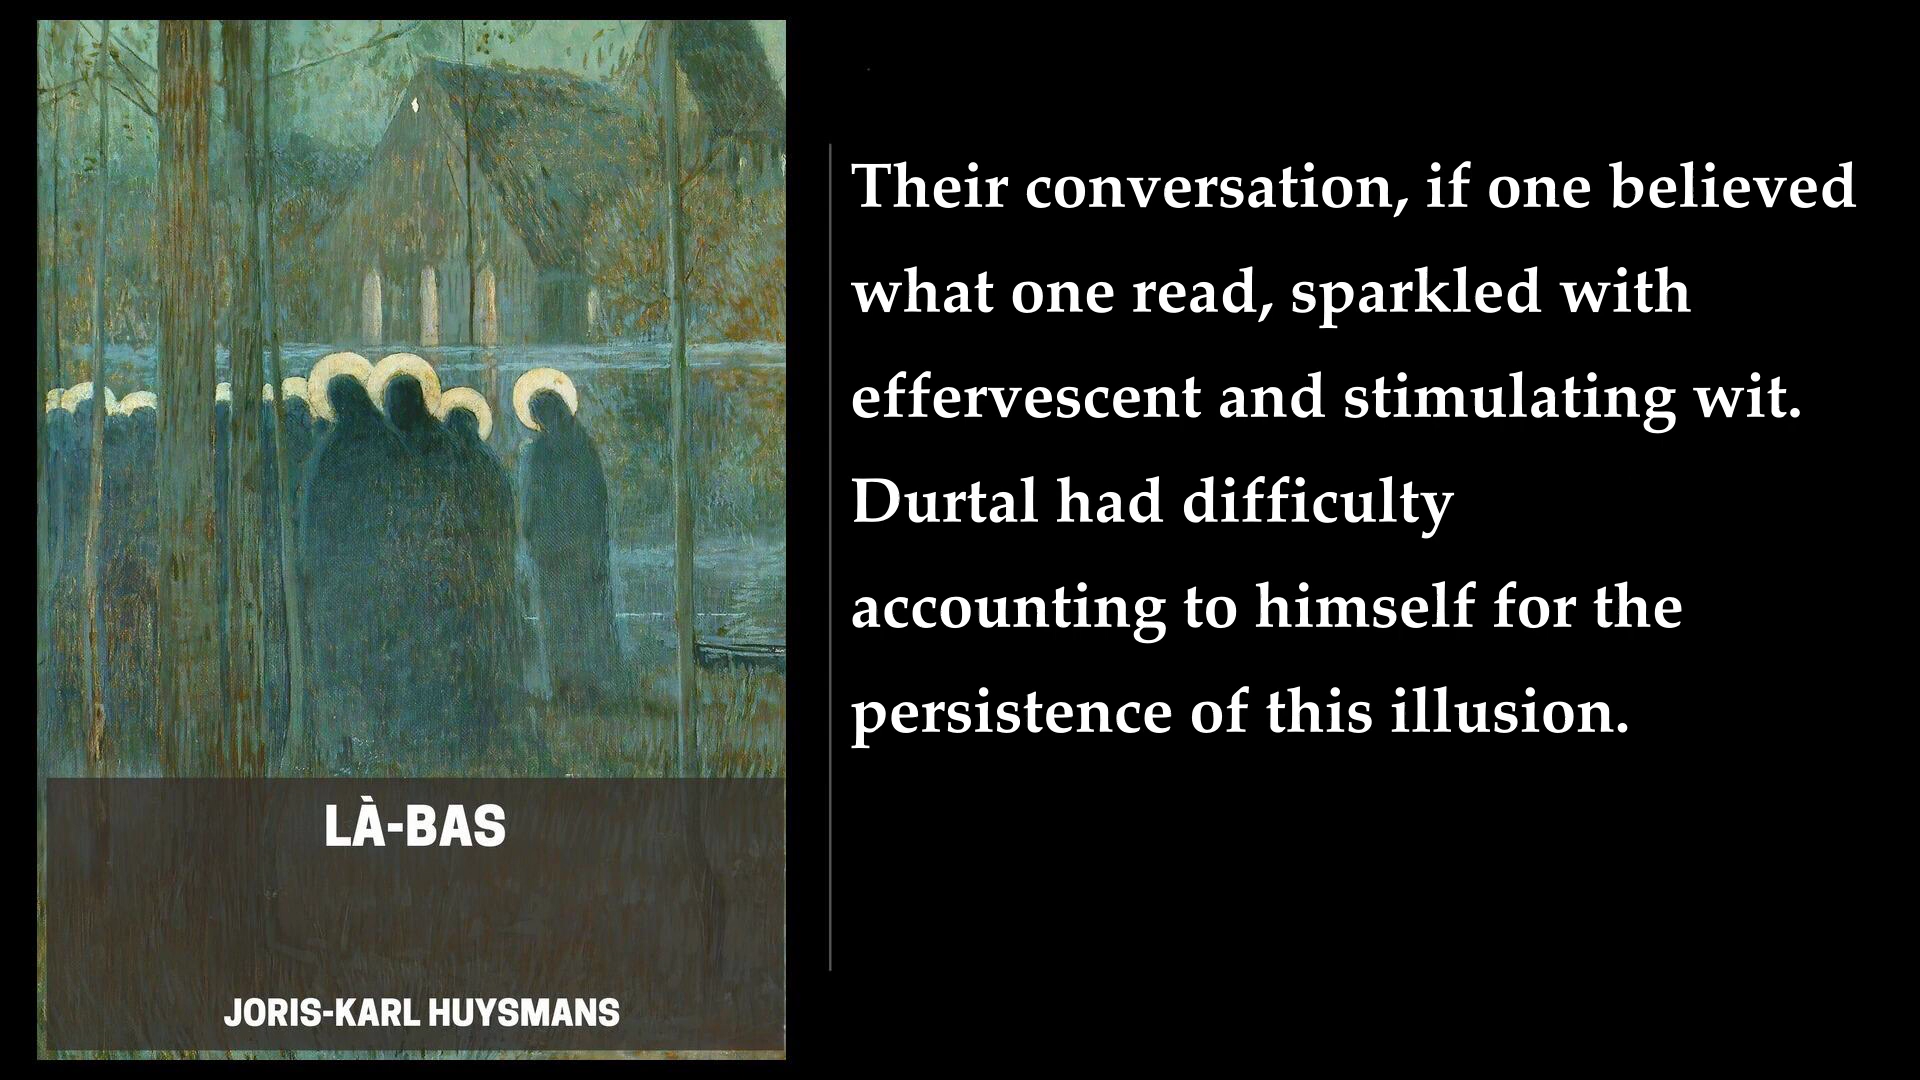 LÀ-BAS
JORIS-KARL HUYSMANS
Their conversation, if one believed
what one read, sparkled with
effervescent and stimulating wit.
Durtal had difficulty
accounting to himself for the
persistence of this illusion.